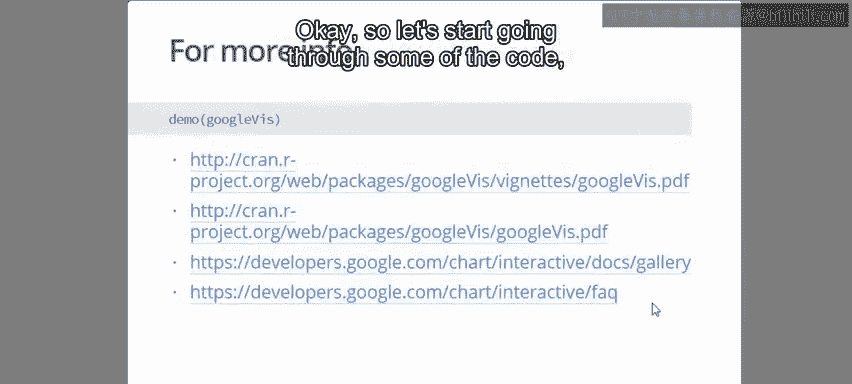 @bilibili.com
Okay, so let's start going
through some of the code,
For more info
demo(googleVis)
http://cran.r-
project.org/web/packages/googleVis/vignettes/googleVis.pdf
http://cran.r-
project.org/web/packages/googleVis/googleVis.pdf
https://developers.google.com/chart/interactive/docs/gallery
https://developers.google.com/chart/interactive/faq